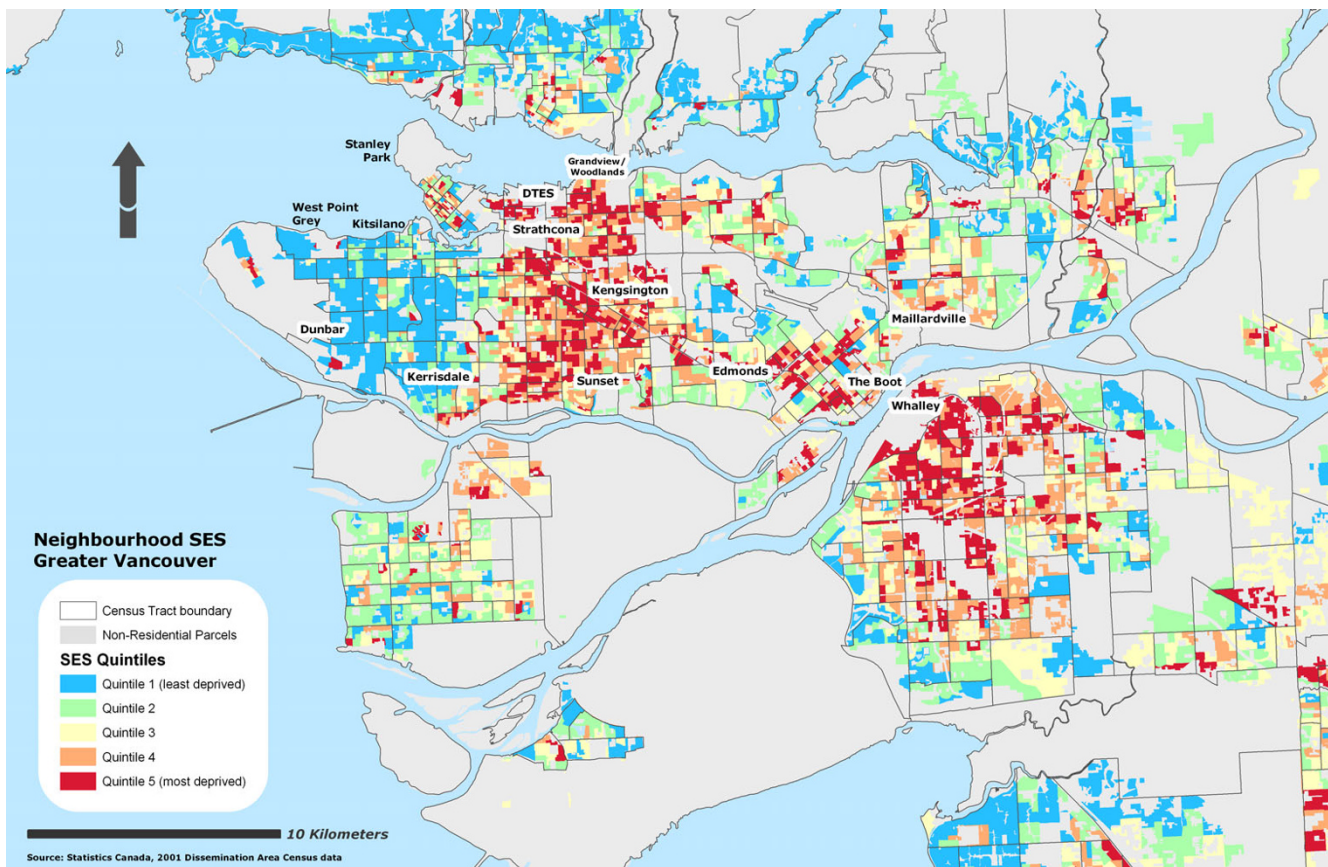 Stanley
Park
Grandview/
Woodlands
DTES
West Point
Grey
Kitsilano
Strathcona
Kengsington
Dunbar
Maillardville
Kerrisdale
Sunset
Edmonds
The Boot
Whalley
Neighbourhood SES
Greater Vancouver
Census Tract boundary
Non-Residential Parcels
SES Quintiles
Quintile 1 (least deprived)
Quintile 2
Quintile 3
Quintile 4
Quintile 5 (most deprived)
10 Kilometers
Source: Statistics Canada, 2001 Dissemination Area Census data